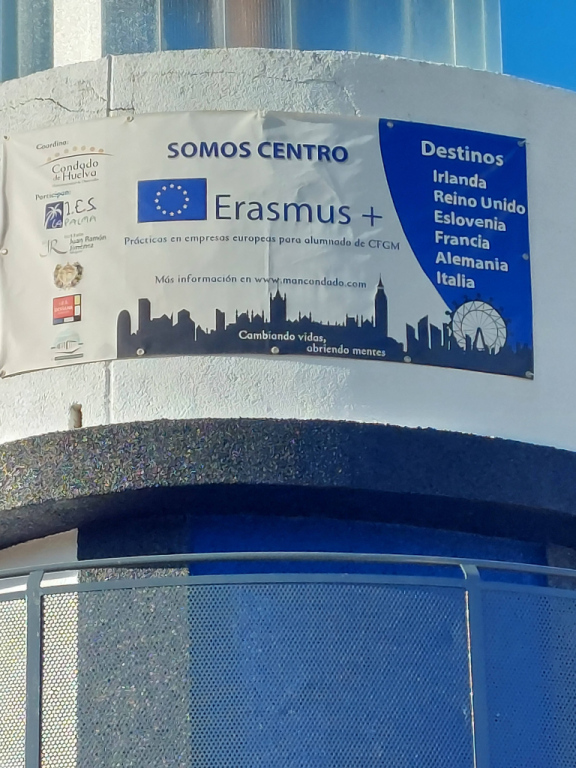 Coordina:
Condado
de Huelva
Participan:
I.E.S.
LA PALMA
JR Juan Ramón
Jiménez
SOMOS CENTRO
Erasmus +
Prácticas en empresas europeas para alumnado de CFGM
Más información en www.mancondado.com
Cambiando vidas,
abriendo mentes
Destinos
Irlanda
Reino Unido
Eslovenia
Francia
Alemania
Italia